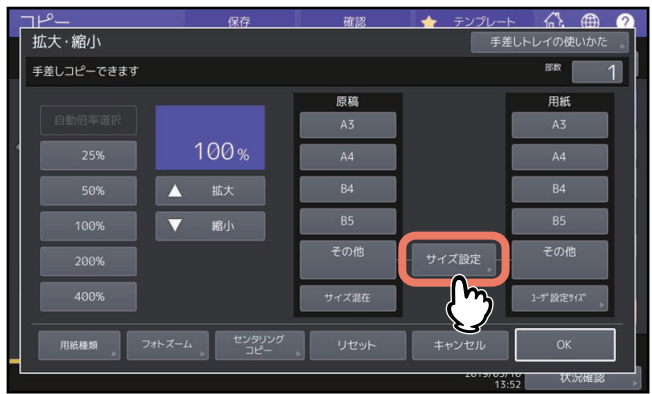 コピー
保存
確認
テンプレート
拡大・縮小
手差しトレイの使いかた
手差しコピーできます
部数
1
原稿
用紙
自動倍率選択
100%
A3
A3
25%
A4
A4
50%
拡大
B4
B4
100%
縮小
B5
B5
200%
その他
サイズ設定
その他
400%
サイズ混在
ﾕｰｻﾞ設定ｻｲｽﾞ
用紙種類
フォトズーム
センタリング
コピー
リセット
キャンセル
OK
13:52
状況確認